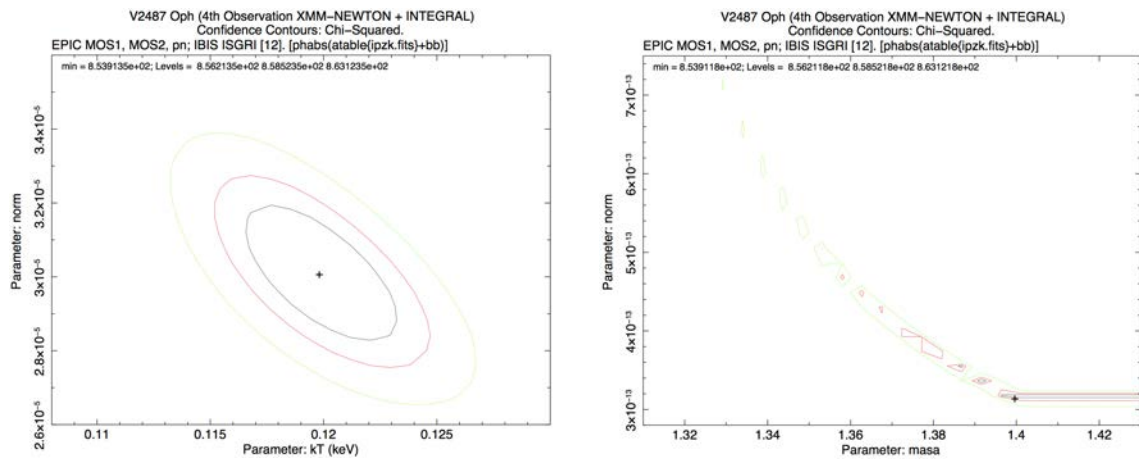 V2487 Oph (4th Observation XMM−NEWTON + INTEGRAL)
Confidence Contours: Chi−Squared.
EPIC MOS1, MOS2, pn; IBIS ISGRI [12]. [phabs(atable{ipzk.fits}+bb)]
min = 8.539135e+02; Levels = 8.562135e+02 8.585235e+02 8.631235e+02
Parameter: norm
2.6×10−5 2.8×10−5 3×10−5 3.2×10−5 3.4×10−5
0.11 0.115 0.12 0.125
Parameter: kT (keV)
V2487 Oph (4th Observation XMM−NEWTON + INTEGRAL)
Confidence Contours: Chi−Squared.
EPIC MOS1, MOS2, pn; IBIS ISGRI [12]. [phabs(atable{ipzk.fits}+bb)]
min = 8.539118e+02; Levels = 8.562118e+02 8.585218e+02 8.631218e+02
Parameter: norm
3×10−13 4×10−13 5×10−13 6×10−13 7×10−13
1.32 1.34 1.36 1.38 1.4 1.42
Parameter: masa